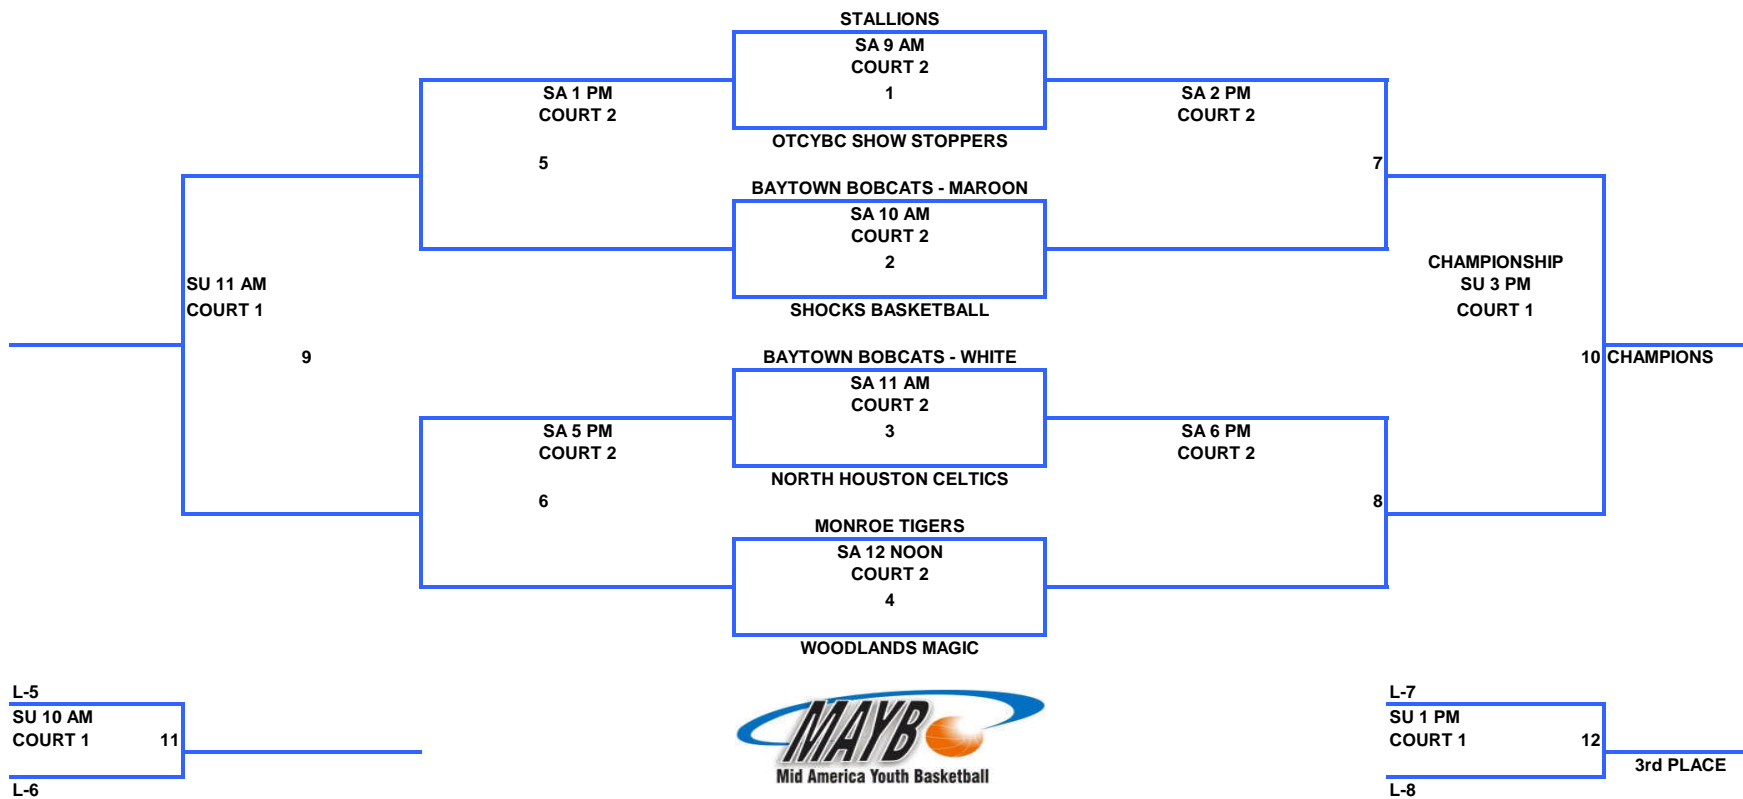 STALLIONS
SA 9 AM
COURT 2
1
OTCYBC SHOW STOPPERS
SA 1 PM
COURT 2
5
SA 2 PM
COURT 2
7
BAYTOWN BOBCATS - MAROON
SA 10 AM
COURT 2
2
SHOCKS BASKETBALL
SU 11 AM
COURT 1
9
CHAMPIONSHIP
SU 3 PM
COURT 1
10 CHAMPIONS
BAYTOWN BOBCATS - WHITE
SA 11 AM
COURT 2
3
NORTH HOUSTON CELTICS
SA 5 PM
COURT 2
6
SA 6 PM
COURT 2
8
MONROE TIGERS
SA 12 NOON
COURT 2
4
WOODLANDS MAGIC
L-5
SU 10 AM
COURT 1 11
L-6
MAYB
Mid America Youth Basketball
L-7
SU 1 PM
COURT 1 12
3rd PLACE
L-8